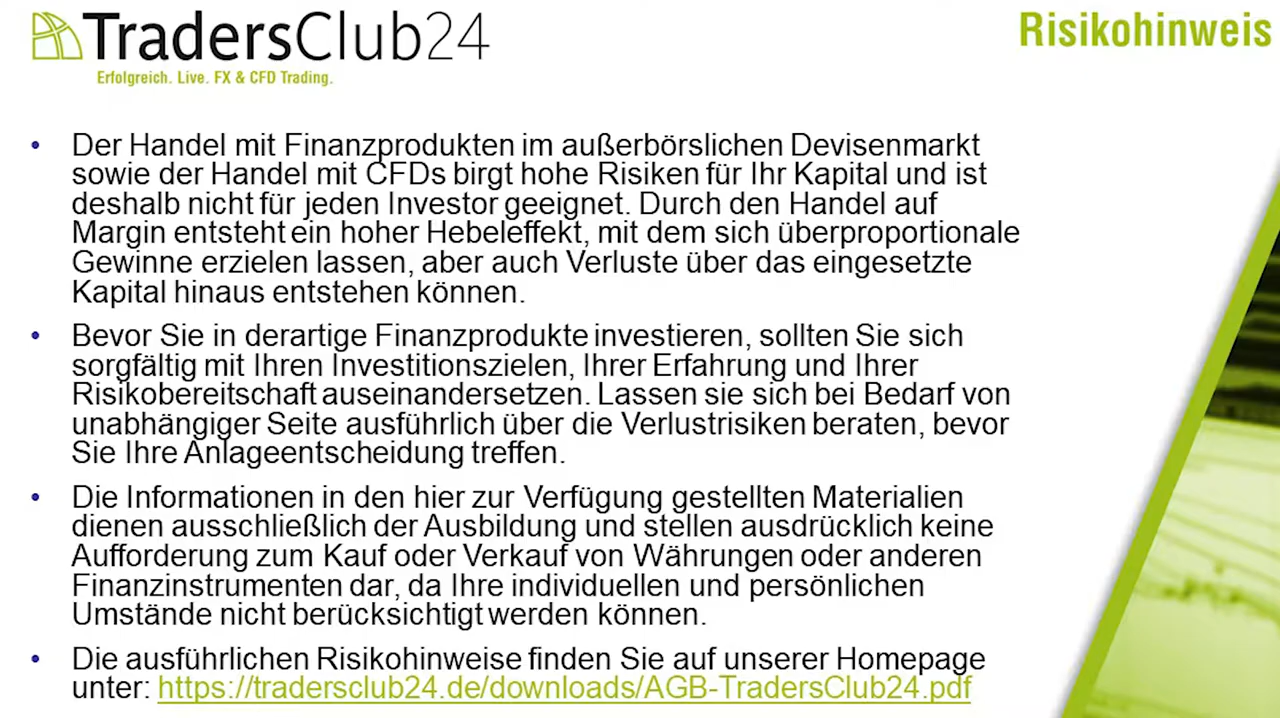 TradersClub24
Risikohinweis
Erfolgreich. Live. FX & CFD Trading.
• Der Handel mit Finanzprodukten im außerbörslichen Devisenmarkt
sowie der Handel mit CFDs birgt hohe Risiken für Ihr Kapital und ist
deshalb nicht für jeden Investor geeignet. Durch den Handel auf
Margin entsteht ein hoher Hebeleffekt, mit dem sich überproportionale
Gewinne erzielen lassen, aber auch Verluste über das eingesetzte
Kapital hinaus entstehen können.
• Bevor Sie in derartige Finanzprodukte investieren, sollten Sie sich
sorgfältig mit Ihren Investitionszielen, Ihrer Erfahrung und Ihrer
Risikobereitschaft auseinandersetzen. Lassen sie sich bei Bedarf von
unabhängiger Seite ausführlich über die Verlustrisiken beraten, bevor
Sie Ihre Anlageentscheidung treffen.
• Die Informationen in den hier zur Verfügung gestellten Materialien
dienen ausschließlich der Ausbildung und stellen ausdrücklich keine
Aufforderung zum Kauf oder Verkauf von Währungen oder anderen
Finanzinstrumenten dar, da Ihre individuellen und persönlichen
Umstände nicht berücksichtigt werden können.
• Die ausführlichen Risikohinweise finden Sie auf unserer Homepage
unter: https://tradersclub24.de/downloads/AGB-TradersClub24.pdf